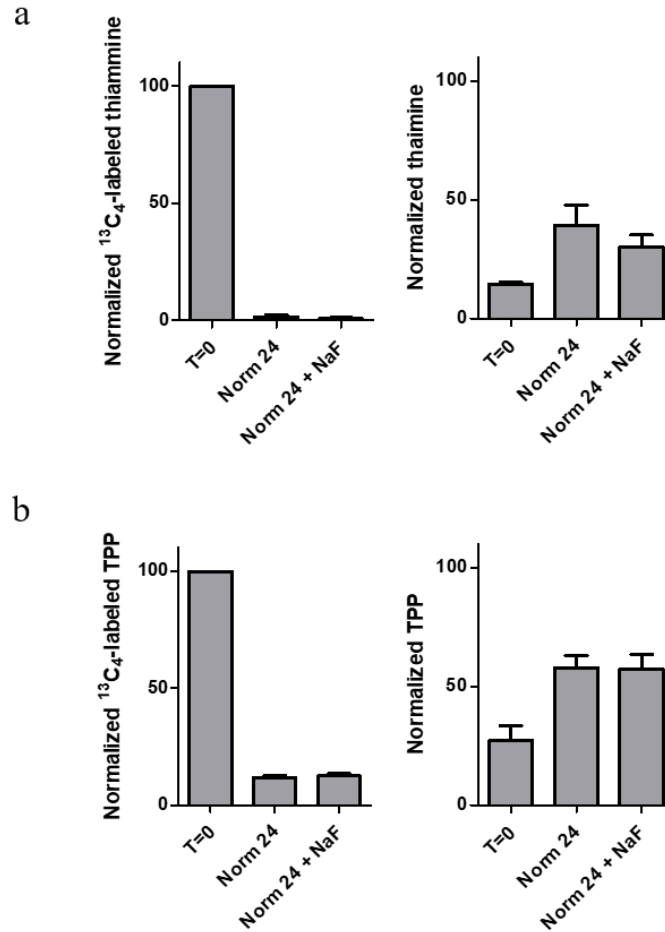 a
Normalized ¹³C₄-labeled thiammine
100
50
0
T=0
Norm 24
Norm 24 + NaF
Normalized thaimine
100
50
0
T=0
Norm 24
Norm 24 + NaF
b
Normalized ¹³C₄-labeled TPP
100
50
0
T=0
Norm 24
Norm 24 + NaF
Normalized TPP
100
50
0
T=0
Norm 24
Norm 24 + NaF